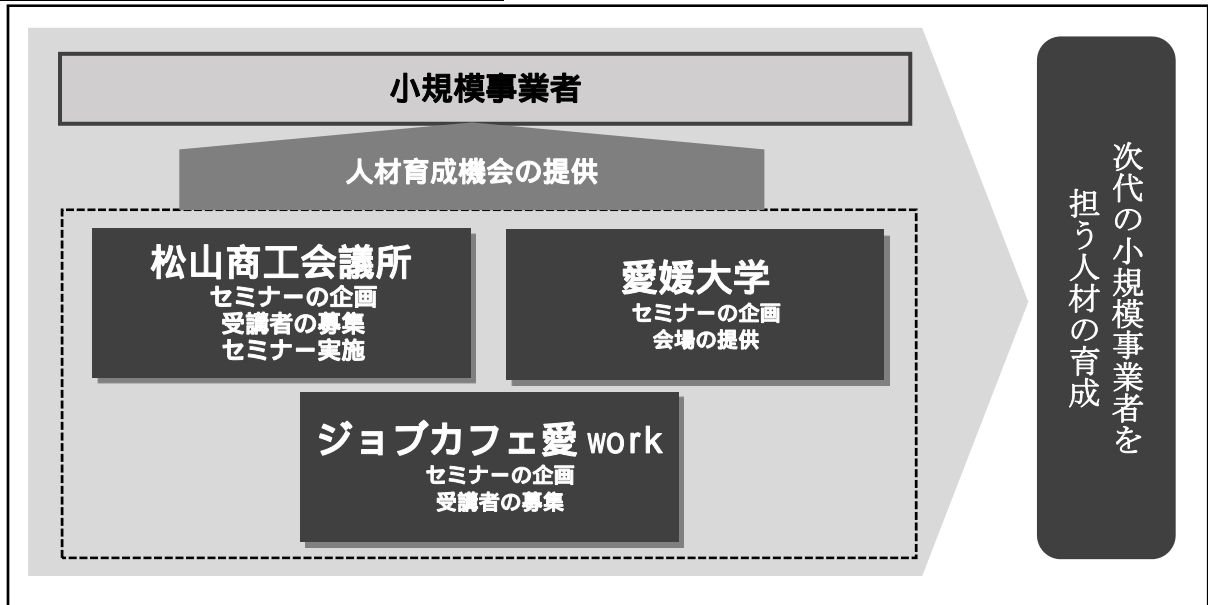 小規模事業者
人材育成機会の提供
松山商工会議所
セミナーの企画
受講者の募集
セミナー実施
愛媛大学
セミナーの企画
会場の提供
ジョブカフェ愛 work
セミナーの企画
受講者の募集
次代の小規模事業者を
担う人材の育成